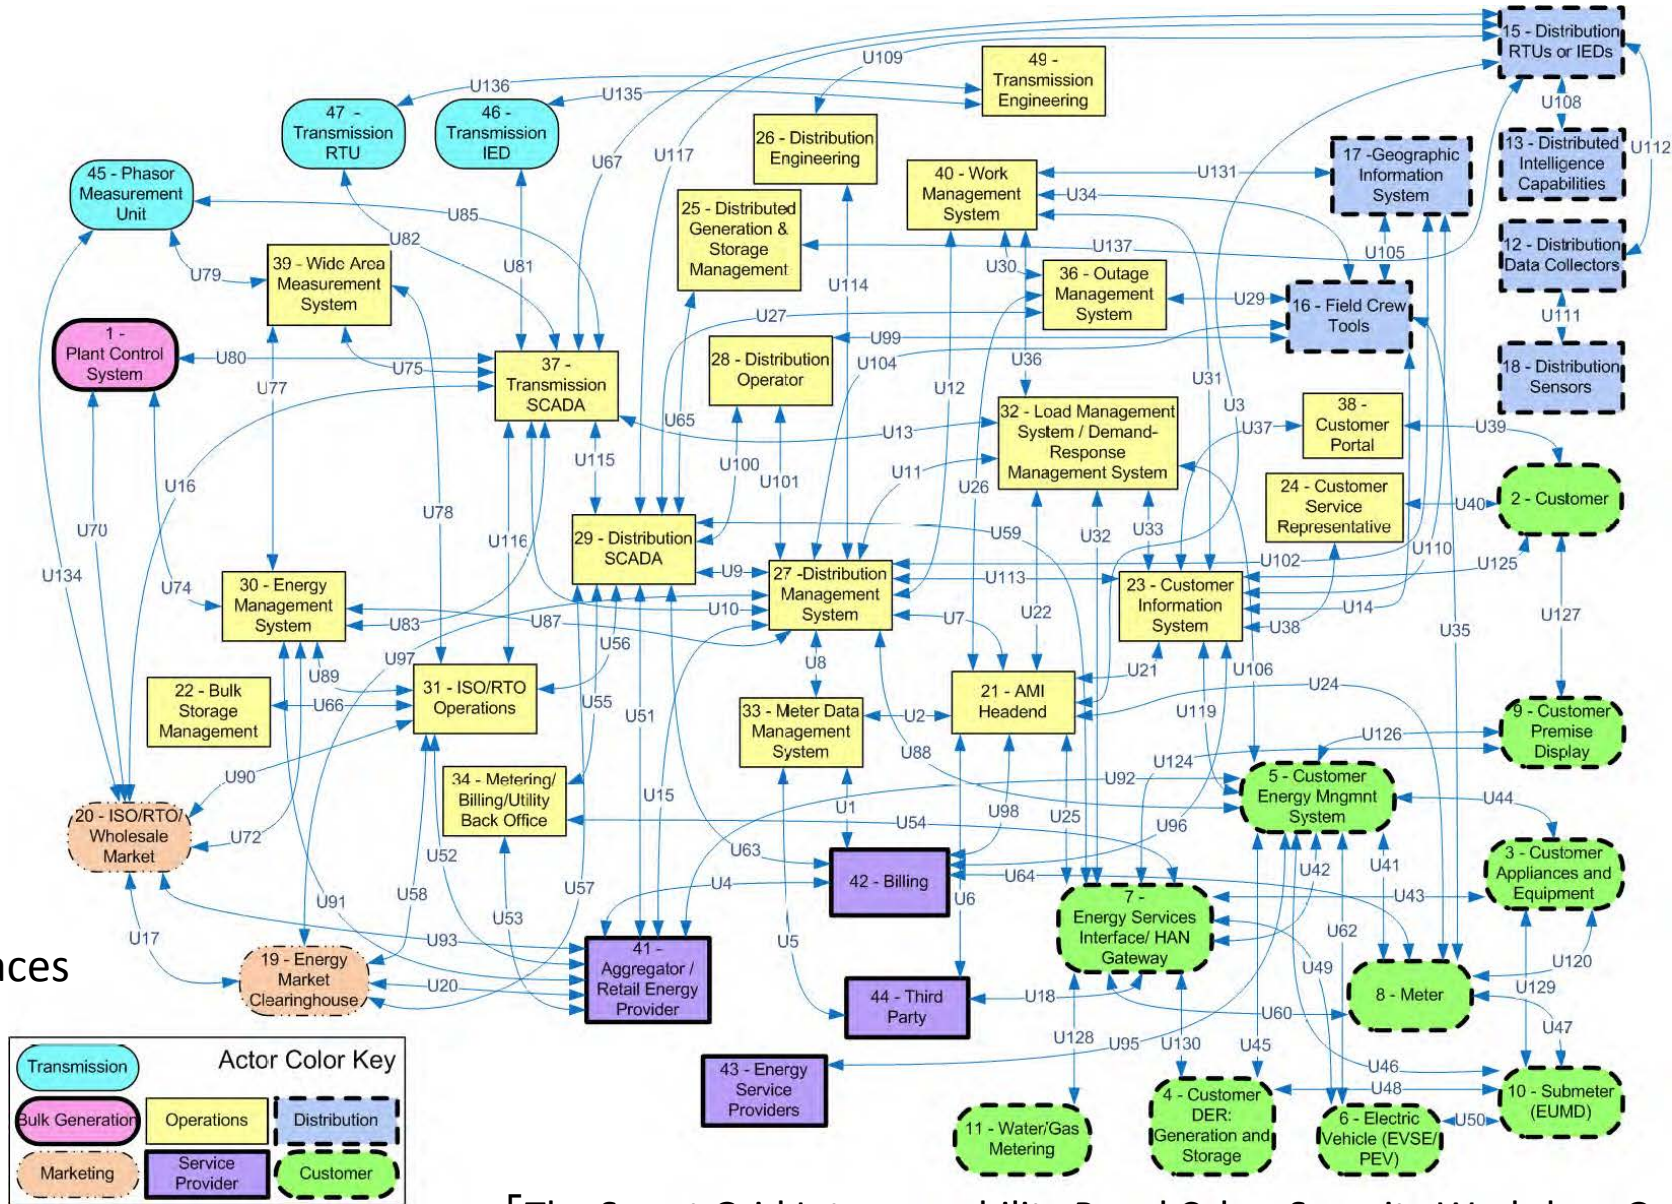 15 - Distribution
RTUs or IEDs
U109
49 -
Transmission
Engineering
U136
U135
47 -
Transmission
RTU
46 -
Transmission
IED
26 - Distribution
Engineering
U67
U117
U108
U112
13 - Distributed
Intelligence
Capabilities
17 -Geographic
Information
System
40 - Work
Management
System
U131
U34
45 - Phasor
Measurement
Unit
25 - Distributed
Generation &
Storage
Management
U85
U82
U137
U105
12 - Distribution
Data Collectors
39 - Wide Area
Measurement
System
U79
U81
U114
U30
36 - Outage
Management
System
U29
16 - Field Crew
Tools
U111
18 - Distribution
Sensors
1 -
Plant Control
System
U80
U75
U77
37 -
Transmission
SCADA
U27
28 - Distribution
Operator
U99
U104
U36
U12
U31
U3
U65
U13
32 - Load Management
System / Demand-
Response
Management System
U37
38 -
Customer
Portal
U39
U16
U115
U100
U101
U11
U26
24 - Customer
Service
Representative
U40
2 - Customer
U70
U78
U116
29 - Distribution
SCADA
U59
U32
U33
U102
U110
U125
U134
U74
30 - Energy
Management
System
U83
U87
U10
U9
27 -Distribution
Management
System
U113
23 - Customer
Information
System
U14
U38
U127
U35
U97
U56
U7
U22
U8
U21
U106
U24
22 - Bulk
Storage
Management
U89
U66
31 - ISO/RTO
Operations
U55
U51
33 - Meter Data
Management
System
U2
21 - AMI
Headend
U119
U126
9 - Customer
Premise
Display
U90
U88
U124
U92
5 - Customer
Energy Mngmnt
System
U44
20 - ISO/RTO/
Wholesale
Market
U72
34 - Metering/
Billing/Utility
Back Office
U15
U1
U98
U25
U96
U54
U52
U63
U58
U57
U91
U53
U4
42 - Billing
U6
U64
U42
U41
U43
3 - Customer
Appliances and
Equipment
7 -
Energy Services
Interface/ HAN
Gateway
U62
U17
U93
U5
U49
U120
nces
19 - Energy
Market
Clearinghouse
U20
41 -
Aggregator /
Retail Energy
Provider
44 - Third
Party
U18
U60
8 - Meter
U129
U47
U128
U95
U130
U45
U46
U48
43 - Energy
Service
Providers
11 - Water/Gas
Metering
4 - Customer
DER:
Generation and
Storage
6 - Electric
Vehicle (EVSE/
PEV)
U50
10 - Submeter
(EUMD)
Actor Color Key
Transmission
Bulk Generation
Operations
Distribution
Marketing
Service
Provider
Customer